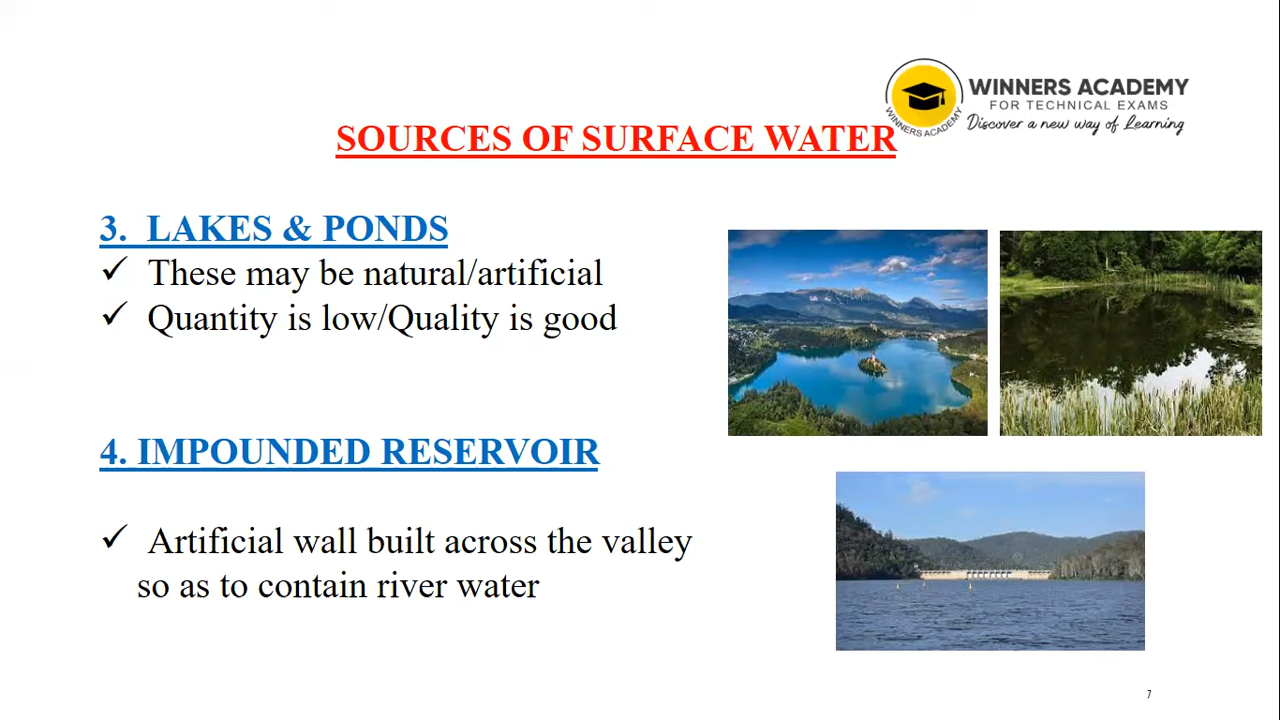 WINNERS ACADEMY
FOR TECHNICAL EXAMS
Discover a new way of Learning
WINNERS ACADEMY
SOURCES OF SURFACE WATER
3. LAKES & PONDS
✓ These may be natural/artificial
✓ Quantity is low/Quality is good
4. IMPOUNDED RESERVOIR
✓ Artificial wall built across the valley
so as to contain river water
7